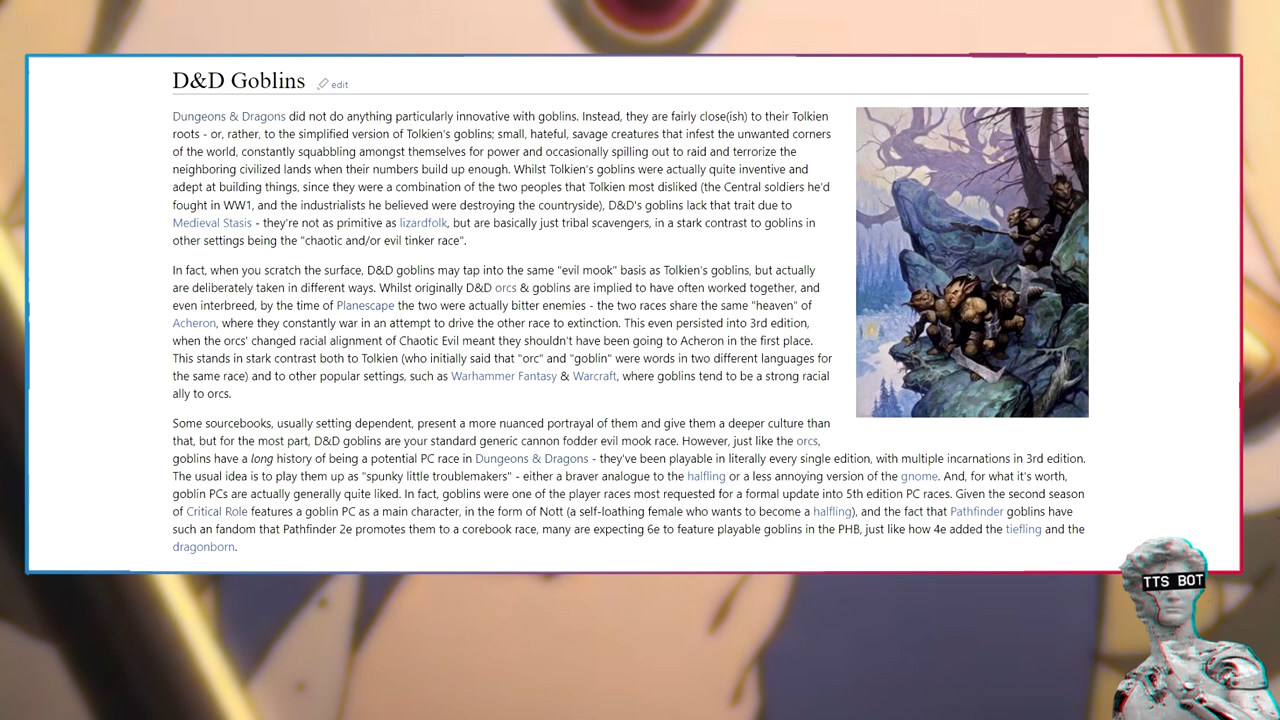 D&D Goblins
edit
Dungeons & Dragons did not do anything particularly innovative with goblins. Instead, they are fairly close(ish) to their Tolkien
roots - or, rather, to the simplified version of Tolkien's goblins; small, hateful, savage creatures that infest the unwanted corners
of the world, constantly squabbling amongst themselves for power and occasionally spilling out to raid and terrorize the
neighboring civilized lands when their numbers build up enough. Whilst Tolkien's goblins were actually quite inventive and
adept at building things, since they were a combination of the two peoples that Tolkien most disliked (the Central soldiers he'd
fought in WW1, and the industrialists he believed were destroying the countryside), D&D's goblins lack that trait due to
Medieval Stasis - they're not as primitive as lizardfolk, but are basically just tribal scavengers, in a stark contrast to goblins in
other settings being the "chaotic and/or evil tinker race".
In fact, when you scratch the surface, D&D goblins may tap into the same "evil mook" basis as Tolkien's goblins, but actually
are deliberately taken in different ways. Whilst originally D&D orcs & goblins are implied to have often worked together, and
even interbreed, by the time of Planescape the two were actually bitter enemies - the two races share the same "heaven" of
Acheron, where they constantly war in an attempt to drive the other race to extinction. This even persisted into 3rd edition,
when the orcs' changed racial alignment of Chaotic Evil meant they shouldn't have been going to Acheron in the first place.
This stands in stark contrast both to Tolkien (who initially said that "orc" and "goblin" were words in two different languages for
the same race) and to other popular settings, such as Warhammer Fantasy & Warcraft, where goblins tend to be a strong racial
ally to orcs.
Some sourcebooks, usually setting dependent, present a more nuanced portrayal of them and give them a deeper culture than
that, but for the most part, D&D goblins are your standard generic cannon fodder evil mook race. However, just like the orcs,
goblins have a long history of being a potential PC race in Dungeons & Dragons - they've been playable in literally every single edition, with multiple incarnations in 3rd edition.
The usual idea is to play them up as "spunky little troublemakers" - either a braver analogue to the halfling or a less annoying version of the gnome. And, for what it's worth,
goblin PCs are actually generally quite liked. In fact, goblins were one of the player races most requested for a formal update into 5th edition PC races. Given the second season
of Critical Role features a goblin PC as a main character, in the form of Nott (a self-loathing female who wants to become a halfling), and the fact that Pathfinder goblins have
such an fandom that Pathfinder 2e promotes them to a corebook race, many are expecting 6e to feature playable goblins in the PHB, just like how 4e added the tiefling and the
dragonborn.
TTS BOT